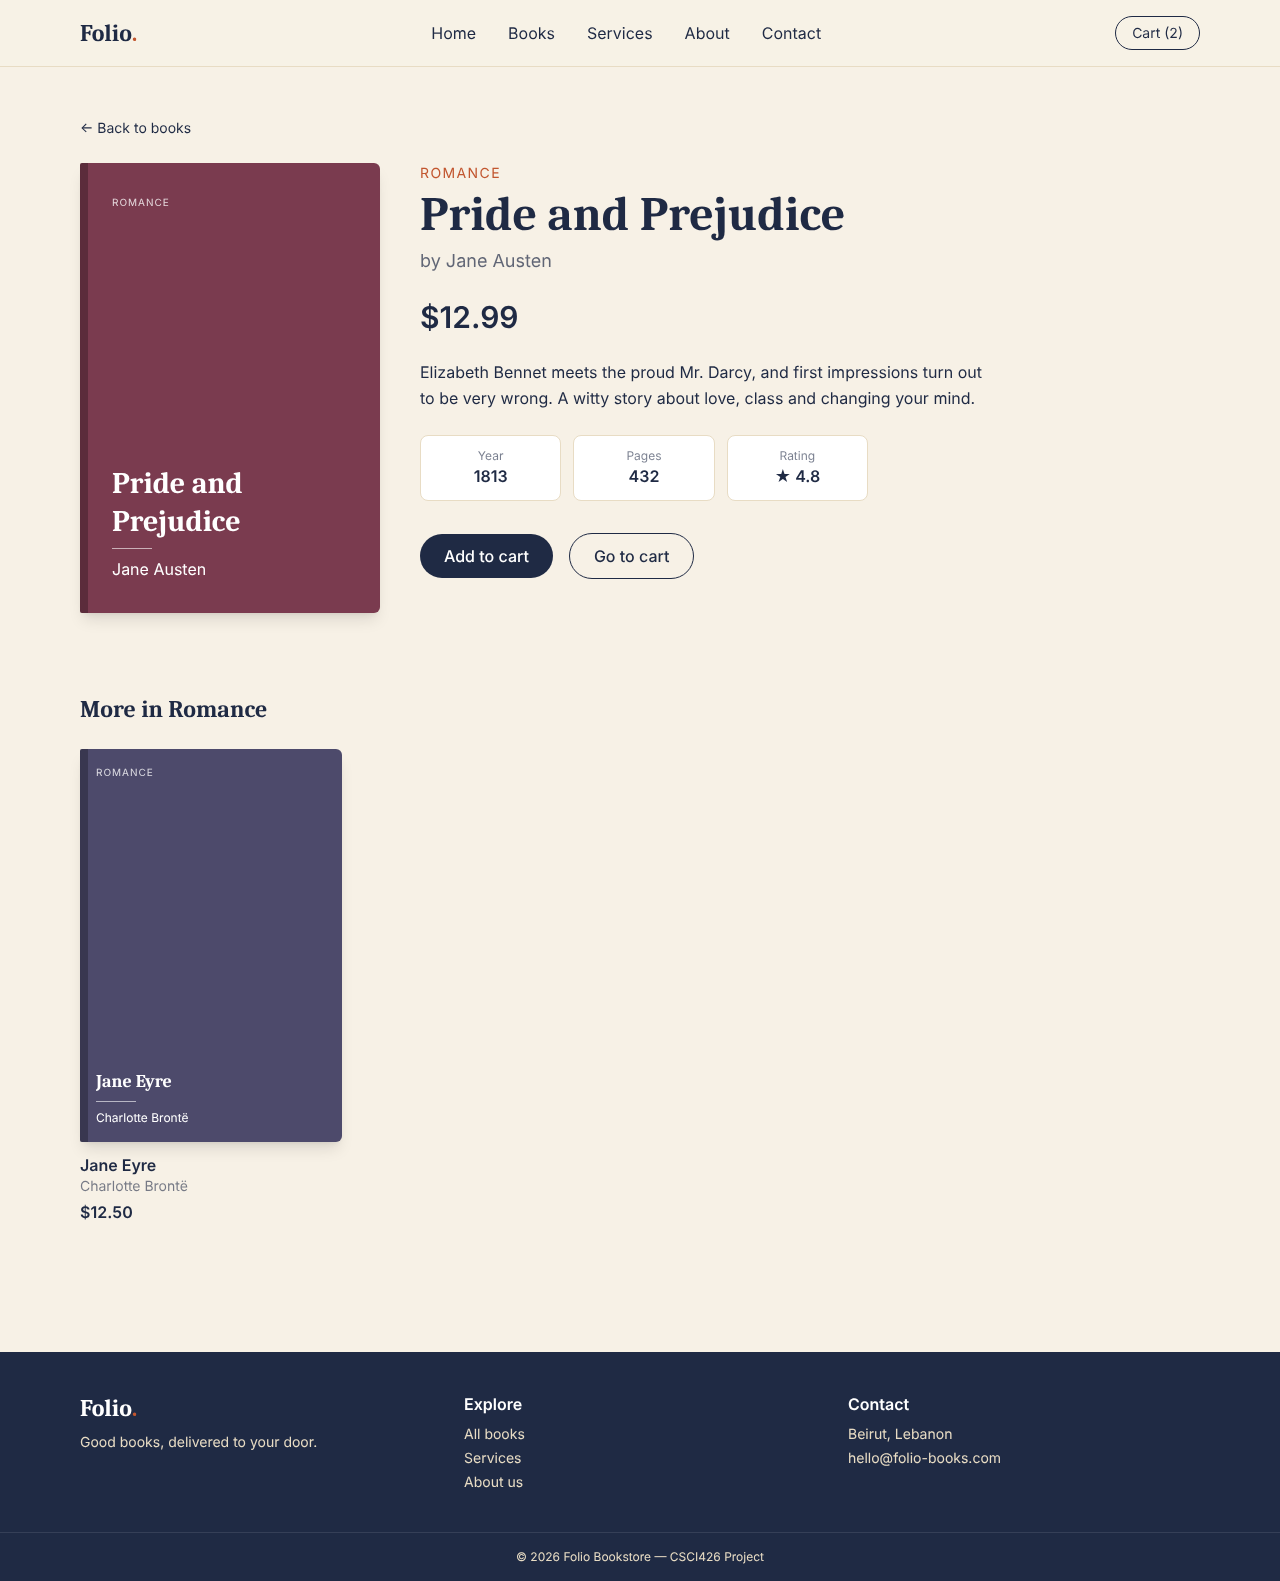 Folio.
Home Books Services About Contact
Cart (2)
← Back to books
ROMANCE
Pride and
Prejudice
Jane Austen
ROMANCE
Pride and Prejudice
by Jane Austen
$12.99
Elizabeth Bennet meets the proud Mr. Darcy, and first impressions turn out
to be very wrong. A witty story about love, class and changing your mind.
Year
1813
Pages
432
Rating
★ 4.8
Add to cart
Go to cart
More in Romance
ROMANCE
Jane Eyre
Charlotte Brontë
Jane Eyre
Charlotte Brontë
$12.50
Folio.
Good books, delivered to your door.
Explore
All books
Services
About us
Contact
Beirut, Lebanon
hello@folio-books.com
© 2026 Folio Bookstore — CSCI426 Project